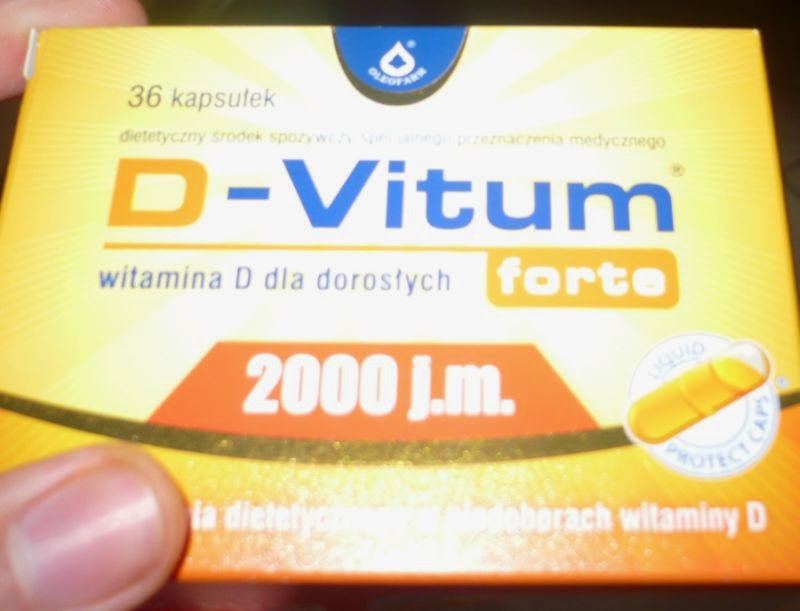 OLEOFARM
36 kapsułek
dietetyczny środek spożywczy specjalnego przeznaczenia medycznego
D-Vitum®
witamina D dla dorosłych
forte
2000 j.m.
LIQUID
PROTECT CAPS®
dietetycznego w niedoborach witaminy D